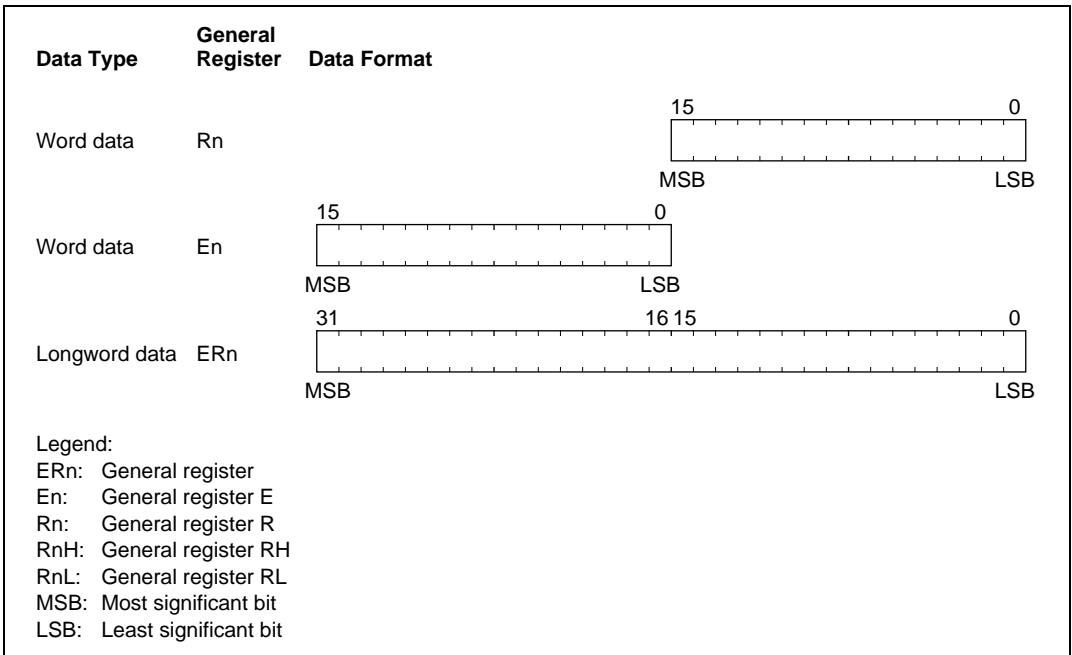 General
Data Type Register Data Format
15 0
Word data Rn
MSB LSB
15 0
Word data En
MSB LSB
31 16 15 0
Longword data ERn
MSB LSB
Legend:
ERn: General register
En: General register E
Rn: General register R
RnH: General register RH
RnL: General register RL
MSB: Most significant bit
LSB: Least significant bit